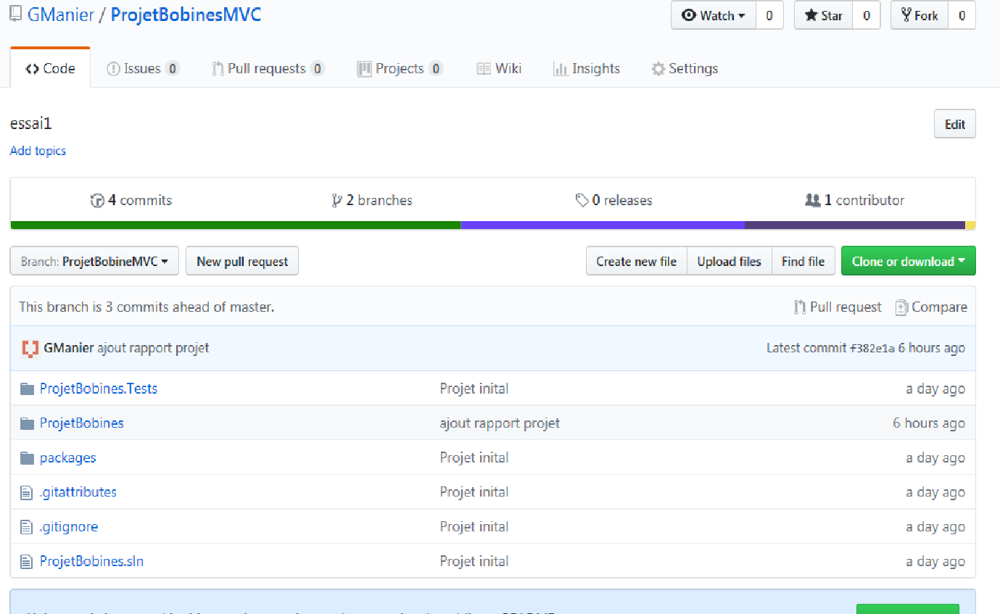 GManier / ProjetBobinesMVC Watch 0 Star 0 Fork 0
Code Issues 0 Pull requests 0 Projects 0 Wiki Insights Settings
essai1 Edit
Add topics
4 commits 2 branches 0 releases 1 contributor
Branch: ProjetBobineMVC New pull request Create new file Upload files Find file Clone or download
This branch is 3 commits ahead of master. Pull request Compare
GManier ajout rapport projet Latest commit f382e1a 6 hours ago
ProjetBobines.Tests Projet inital a day ago
ProjetBobines ajout rapport projet 6 hours ago
packages Projet inital a day ago
.gitattributes Projet inital a day ago
.gitignore Projet inital a day ago
ProjetBobines.sln Projet inital a day ago